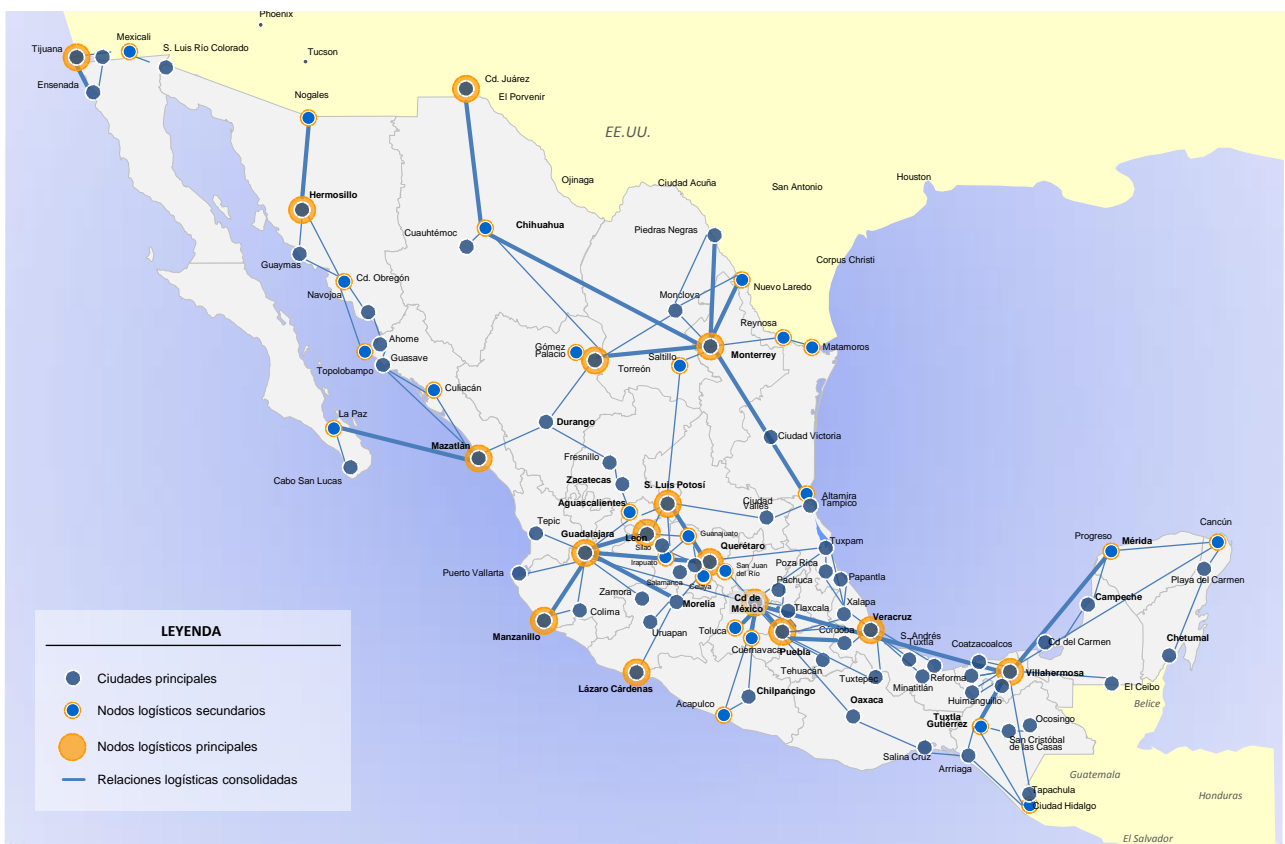 Phoenix
Mexicali
Tijuana
S. Luis Río Colorado
Tucson
Ensenada
Cd. Juárez
El Porvenir
Nogales
EE.UU.
Ojinaga
Ciudad Acuña
San Antonio
Houston
Hermosillo
Chihuahua
Cuauhtémoc
Piedras Negras
Guaymas
Cd. Obregón
Corpus Christi
Navojoa
Monclova
Nuevo Laredo
Reynosa
Ahome
Gómez
Palacio
Saltillo
Monterrey
Matamoros
Guasave
Topolobampo
Torreón
Culiacán
La Paz
Durango
Mazatlán
Ciudad Victoria
Fresnillo
Cabo San Lucas
Zacatecas
S. Luis Potosí
Aguascalientes
Ciudad
Valles
Altamira
Tampico
Tepic
Guadalajara
León
Silao
Guanajuato
Querétaro
Tuxpam
Irapuato
San Juan
del Río
Poza Rica
Progreso
Mérida
Cancún
Puerto Vallarta
Salamanca
Celaya
Pachuca
Papantla
Playa del Carmen
Zamora
Morelia
Cd de
México
Tlaxcala
Xalapa
Campeche
Colima
Veracruz
Manzanillo
Uruapan
Toluca
Cuernavaca
Puebla
Córdoba
S. Andrés
Tuxtla
Coatzacoalcos
Cd del Carmen
Chetumal
Tehuacán
Tuxtepec
Minatitlán
Reforma
Villahermosa
Lázaro Cárdenas
Chilpancingo
Oaxaca
Huimanguillo
El Ceibo
Acapulco
Belice
Tuxtla
Gutiérrez
Ocosingo
San Cristóbal
de las Casas
Salina Cruz
Arrriaga
Guatemala
Tapachula
Ciudad Hidalgo
Honduras
El Salvador
LEYENDA
Ciudades principales
Nodos logísticos secundarios
Nodos logísticos principales
Relaciones logísticas consolidadas